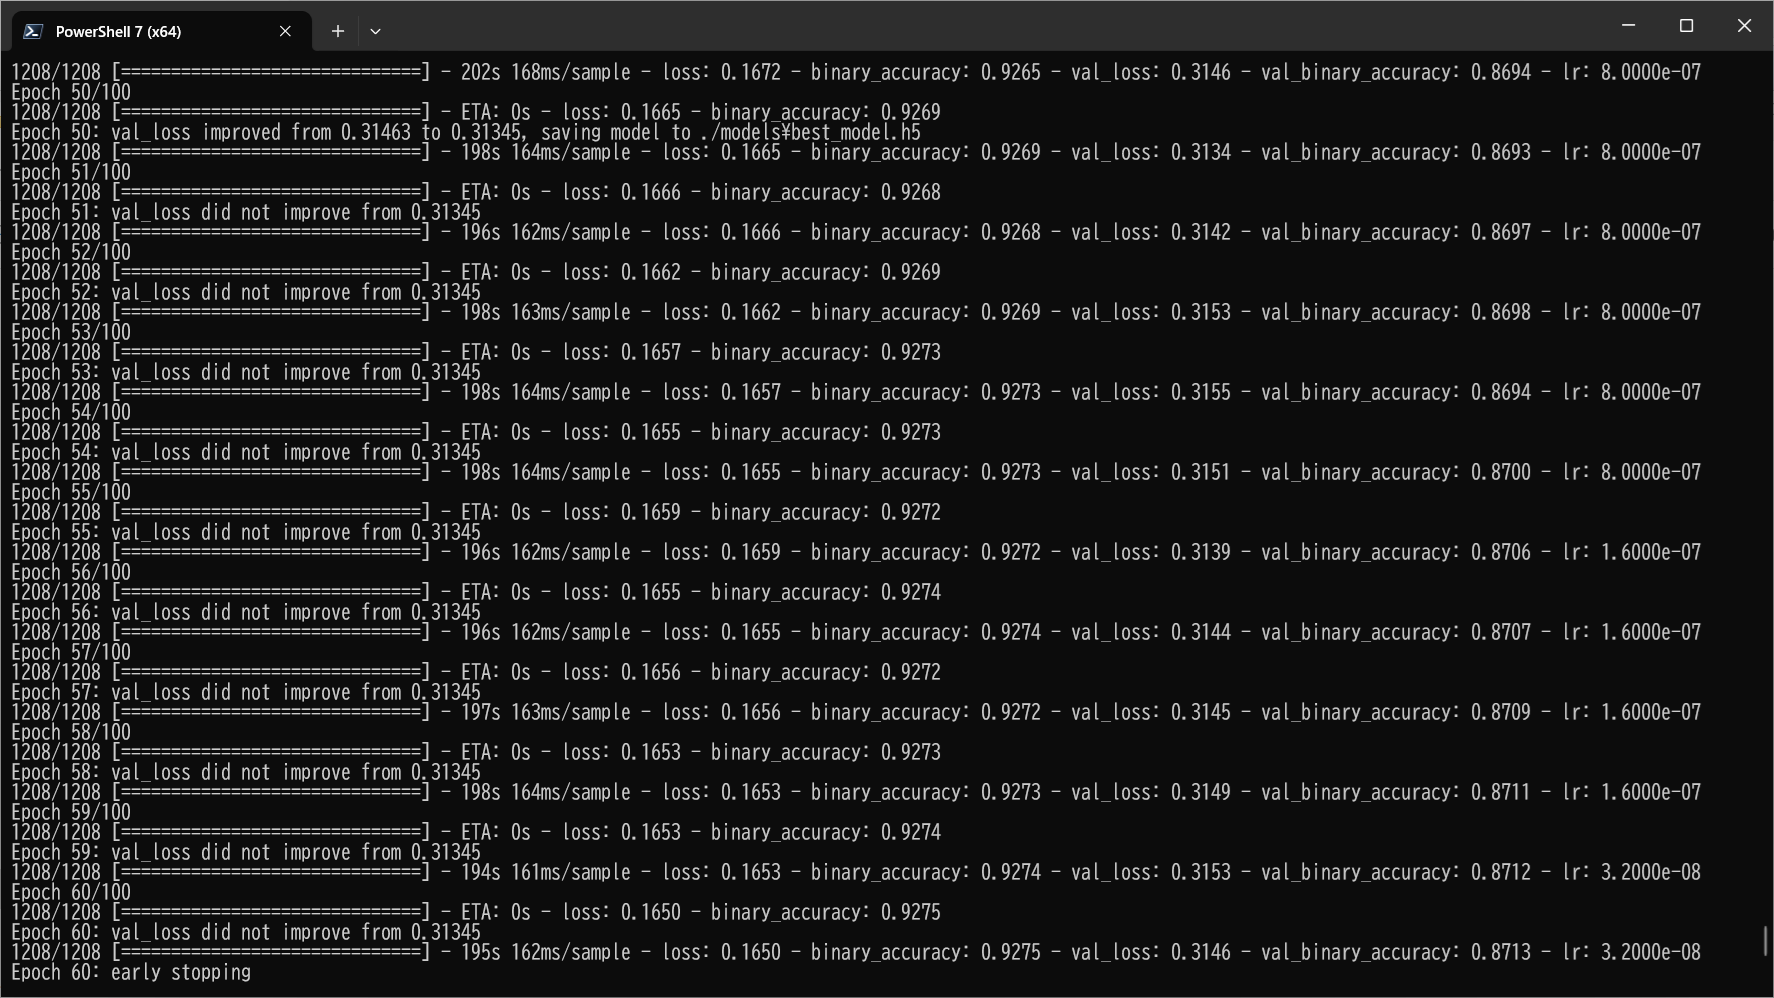 PowerShell 7 (x64)
1208/1208 [==============================] - 202s 168ms/sample - loss: 0.1672 - binary_accuracy: 0.9265 - val_loss: 0.3146 - val_binary_accuracy: 0.8694 - lr: 8.0000e-07
Epoch 50/100
1208/1208 [==============================] - ETA: 0s - loss: 0.1665 - binary_accuracy: 0.9269
Epoch 50: val_loss improved from 0.31463 to 0.31345, saving model to ./models¥best_model.h5
1208/1208 [==============================] - 198s 164ms/sample - loss: 0.1665 - binary_accuracy: 0.9269 - val_loss: 0.3134 - val_binary_accuracy: 0.8693 - lr: 8.0000e-07
Epoch 51/100
1208/1208 [==============================] - ETA: 0s - loss: 0.1666 - binary_accuracy: 0.9268
Epoch 51: val_loss did not improve from 0.31345
1208/1208 [==============================] - 196s 162ms/sample - loss: 0.1666 - binary_accuracy: 0.9268 - val_loss: 0.3142 - val_binary_accuracy: 0.8697 - lr: 8.0000e-07
Epoch 52/100
1208/1208 [==============================] - ETA: 0s - loss: 0.1662 - binary_accuracy: 0.9269
Epoch 52: val_loss did not improve from 0.31345
1208/1208 [==============================] - 198s 163ms/sample - loss: 0.1662 - binary_accuracy: 0.9269 - val_loss: 0.3153 - val_binary_accuracy: 0.8698 - lr: 8.0000e-07
Epoch 53/100
1208/1208 [==============================] - ETA: 0s - loss: 0.1657 - binary_accuracy: 0.9273
Epoch 53: val_loss did not improve from 0.31345
1208/1208 [==============================] - 198s 164ms/sample - loss: 0.1657 - binary_accuracy: 0.9273 - val_loss: 0.3155 - val_binary_accuracy: 0.8694 - lr: 8.0000e-07
Epoch 54/100
1208/1208 [==============================] - ETA: 0s - loss: 0.1655 - binary_accuracy: 0.9273
Epoch 54: val_loss did not improve from 0.31345
1208/1208 [==============================] - 198s 164ms/sample - loss: 0.1655 - binary_accuracy: 0.9273 - val_loss: 0.3151 - val_binary_accuracy: 0.8700 - lr: 8.0000e-07
Epoch 55/100
1208/1208 [==============================] - ETA: 0s - loss: 0.1659 - binary_accuracy: 0.9272
Epoch 55: val_loss did not improve from 0.31345
1208/1208 [==============================] - 196s 162ms/sample - loss: 0.1659 - binary_accuracy: 0.9272 - val_loss: 0.3139 - val_binary_accuracy: 0.8706 - lr: 1.6000e-07
Epoch 56/100
1208/1208 [==============================] - ETA: 0s - loss: 0.1655 - binary_accuracy: 0.9274
Epoch 56: val_loss did not improve from 0.31345
1208/1208 [==============================] - 196s 162ms/sample - loss: 0.1655 - binary_accuracy: 0.9274 - val_loss: 0.3144 - val_binary_accuracy: 0.8707 - lr: 1.6000e-07
Epoch 57/100
1208/1208 [==============================] - ETA: 0s - loss: 0.1656 - binary_accuracy: 0.9272
Epoch 57: val_loss did not improve from 0.31345
1208/1208 [==============================] - 197s 163ms/sample - loss: 0.1656 - binary_accuracy: 0.9272 - val_loss: 0.3145 - val_binary_accuracy: 0.8709 - lr: 1.6000e-07
Epoch 58/100
1208/1208 [==============================] - ETA: 0s - loss: 0.1653 - binary_accuracy: 0.9273
Epoch 58: val_loss did not improve from 0.31345
1208/1208 [==============================] - 198s 164ms/sample - loss: 0.1653 - binary_accuracy: 0.9273 - val_loss: 0.3149 - val_binary_accuracy: 0.8711 - lr: 1.6000e-07
Epoch 59/100
1208/1208 [==============================] - ETA: 0s - loss: 0.1653 - binary_accuracy: 0.9274
Epoch 59: val_loss did not improve from 0.31345
1208/1208 [==============================] - 194s 161ms/sample - loss: 0.1653 - binary_accuracy: 0.9274 - val_loss: 0.3153 - val_binary_accuracy: 0.8712 - lr: 3.2000e-08
Epoch 60/100
1208/1208 [==============================] - ETA: 0s - loss: 0.1650 - binary_accuracy: 0.9275
Epoch 60: val_loss did not improve from 0.31345
1208/1208 [==============================] - 195s 162ms/sample - loss: 0.1650 - binary_accuracy: 0.9275 - val_loss: 0.3146 - val_binary_accuracy: 0.8713 - lr: 3.2000e-08
Epoch 60: early stopping